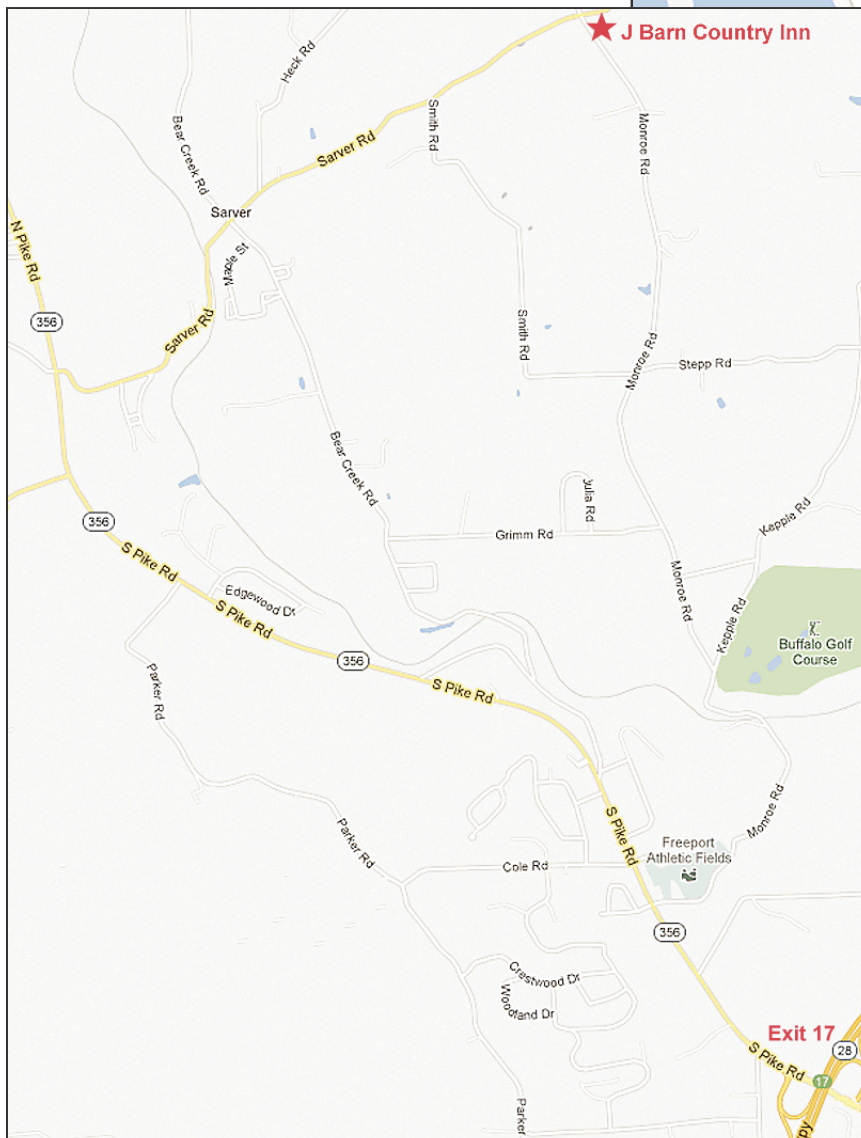 J Barn Country Inn
Heck Rd
Bear Creek Rd
Smith Rd
Monroe Rd
Sarver Rd
Sarver
N Pike Rd
Maple St
356
Sarver Rd
Smith Rd
Monroe Rd
Stepp Rd
Bear Creek Rd
Julia Rd
356
Grimm Rd
Kepple Rd
S Pike Rd
Edgewood Dr
S Pike Rd
Monroe Rd
Kepple Rd
Buffalo Golf
Course
356
S Pike Rd
Parker Rd
Monroe Rd
S Pike Rd
Parker Rd
Freeport
Athletic Fields
Cole Rd
356
Crestwood Dr
Woodland Dr
Exit 17
28
S Pike Rd
17
Parker
py